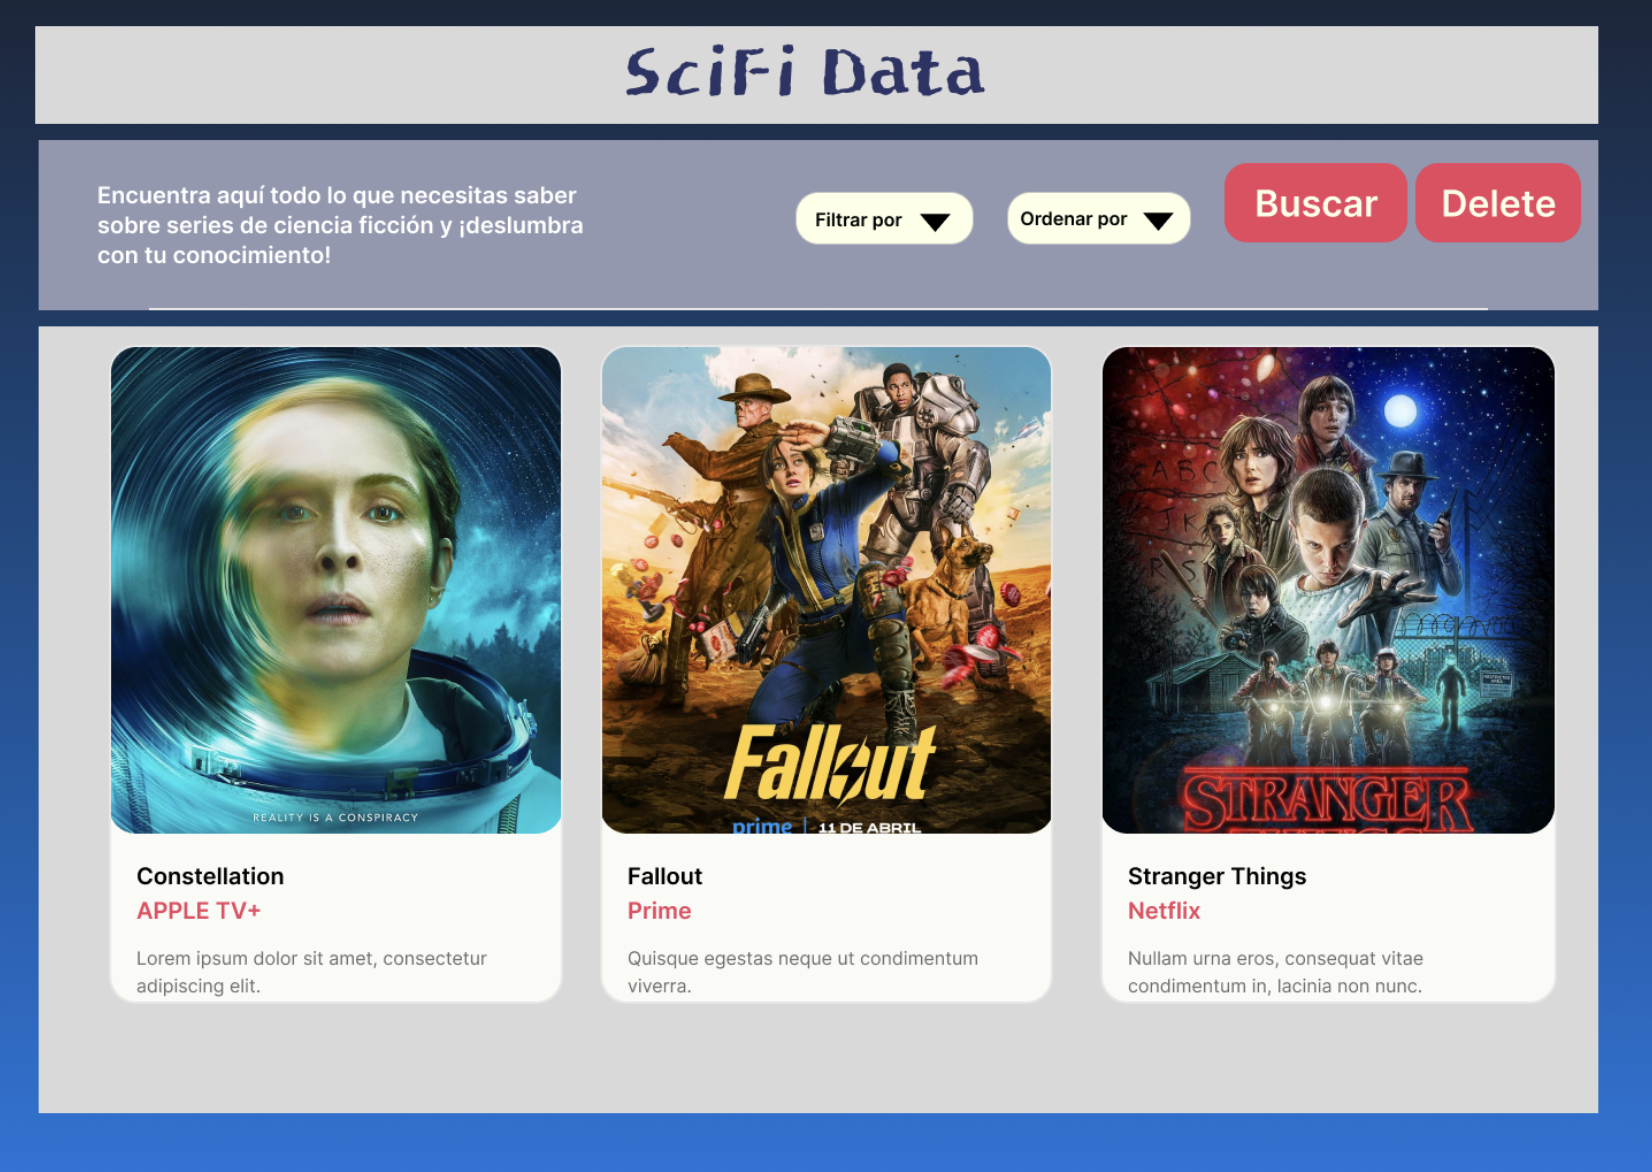 SciFi Data
Encuentra aquí todo lo que necesitas saber
sobre series de ciencia ficción y ¡deslumbra
con tu conocimiento!
Filtrar por
Ordenar por
Buscar
Delete
REALITY IS A CONSPIRACY
Fallout
prime | 11 DE ABRIL
A B C
J K
R S
STRANGER
Constellation
APPLE TV+
Lorem ipsum dolor sit amet, consectetur
adipiscing elit.
Fallout
Prime
Quisque egestas neque ut condimentum
viverra.
Stranger Things
Netflix
Nullam urna eros, consequat vitae
condimentum in, lacinia non nunc.